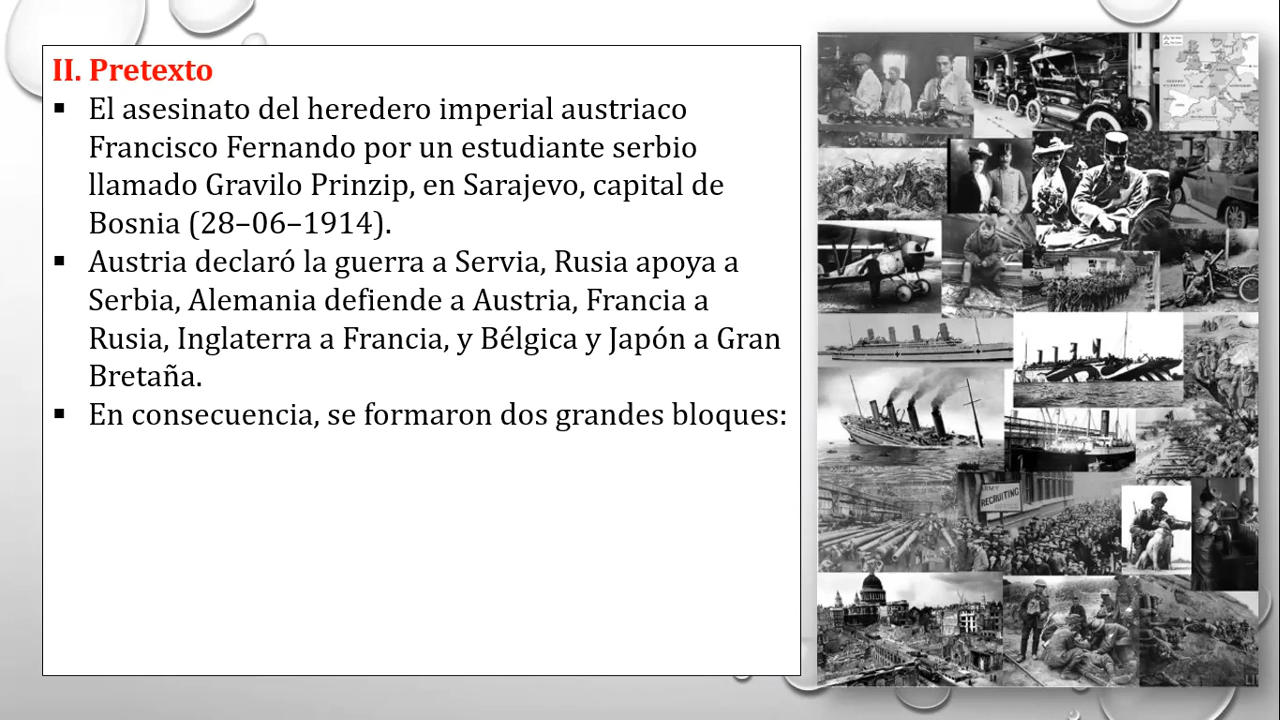 II. Pretexto
▪ El asesinato del heredero imperial austriaco
Francisco Fernando por un estudiante serbio
llamado Gravilo Prinzip, en Sarajevo, capital de
Bosnia (28–06–1914).
▪ Austria declaró la guerra a Servia, Rusia apoya a
Serbia, Alemania defiende a Austria, Francia a
Rusia, Inglaterra a Francia, y Bélgica y Japón a Gran
Bretaña.
▪ En consecuencia, se formaron dos grandes bloques:
ARMY
RECRUITING